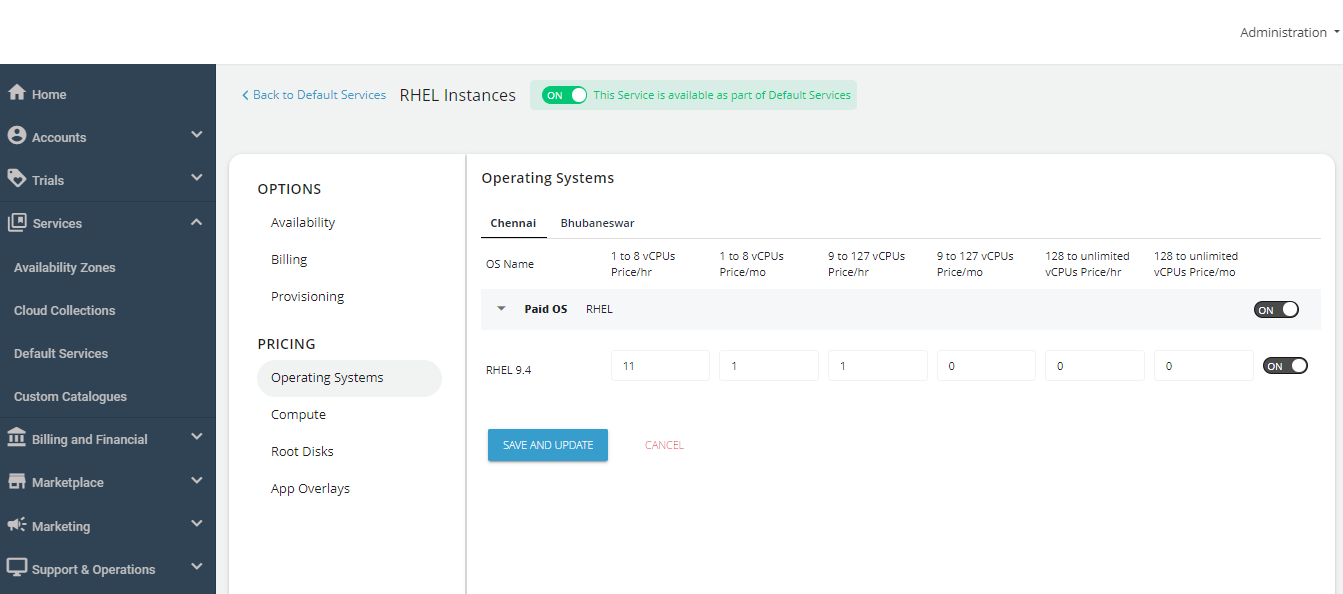 Administration
Home
Accounts
Trials
Services
Availability Zones
Cloud Collections
Default Services
Custom Catalogues
Billing and Financial
Marketplace
Marketing
Support & Operations
Back to Default Services
RHEL Instances
ON This Service is available as part of Default Services
OPTIONS
Availability
Billing
Provisioning
PRICING
Operating Systems
Compute
Root Disks
App Overlays
Operating Systems
Chennai Bhubaneswar
OS Name
1 to 8 vCPUs
Price/hr
1 to 8 vCPUs
Price/mo
9 to 127 vCPUs
Price/hr
9 to 127 vCPUs
Price/mo
128 to unlimited
vCPUs Price/hr
128 to unlimited
vCPUs Price/mo
Paid OS RHEL ON
RHEL 9.4 11 1 1 0 0 0 ON
SAVE AND UPDATE CANCEL